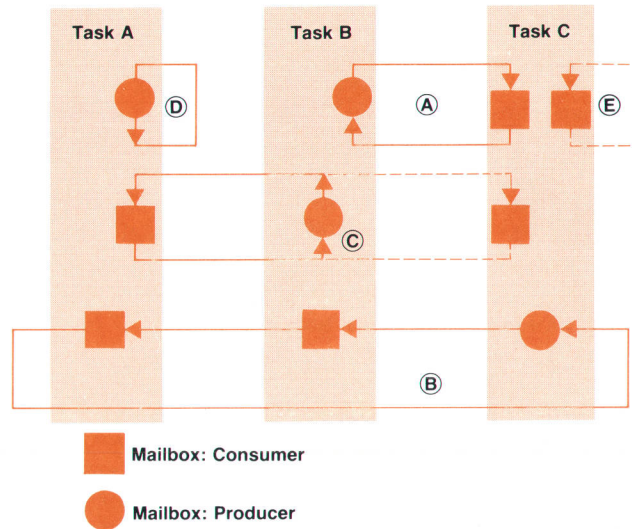 Task A
Task B
Task C
D
A
E
C
B
Mailbox: Consumer
Mailbox: Producer